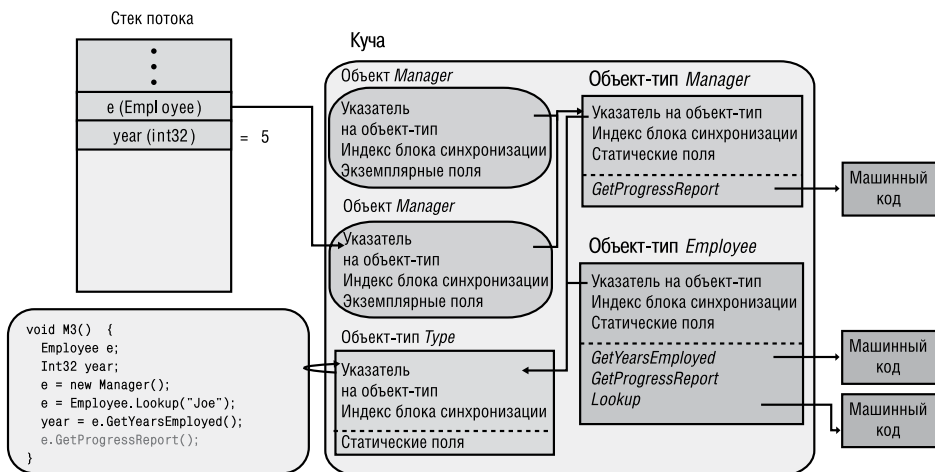 Стек потока
e (Employee)
year (int32)
= 5
Куча
Объект Manager
Указатель
на объект-тип
Индекс блока синхронизации
Экземплярные поля
Объект Manager
Указатель
на объект-тип
Индекс блока синхронизации
Экземплярные поля
Объект-тип Type
Указатель
на объект-тип
Индекс блока синхронизации
Статические поля
Объект-тип Manager
Указатель на объект-тип
Индекс блока синхронизации
Статические поля
GetProgressReport
Машинный
код
Объект-тип Employee
Указатель на объект-тип
Индекс блока синхронизации
Статические поля
GetYearsEmployed
GetProgressReport
Lookup
Машинный
код
Машинный
код
void M3() {
Employee e;
Int32 year;
e = new Manager();
e = Employee.Lookup("Joe");
year = e.GetYearsEmployed();
e.GetProgressReport();
}